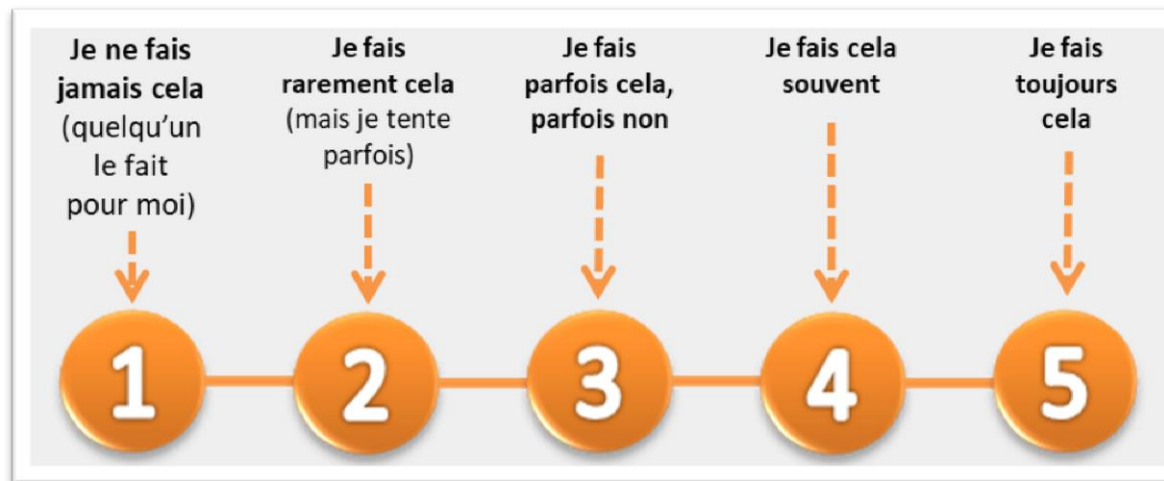 Je ne fais
jamais cela
(quelqu'un
le fait
pour moi)
Je fais
rarement cela
(mais je tente
parfois)
Je fais
parfois cela,
parfois non
Je fais cela
souvent
Je fais
toujours
cela
1
2
3
4
5